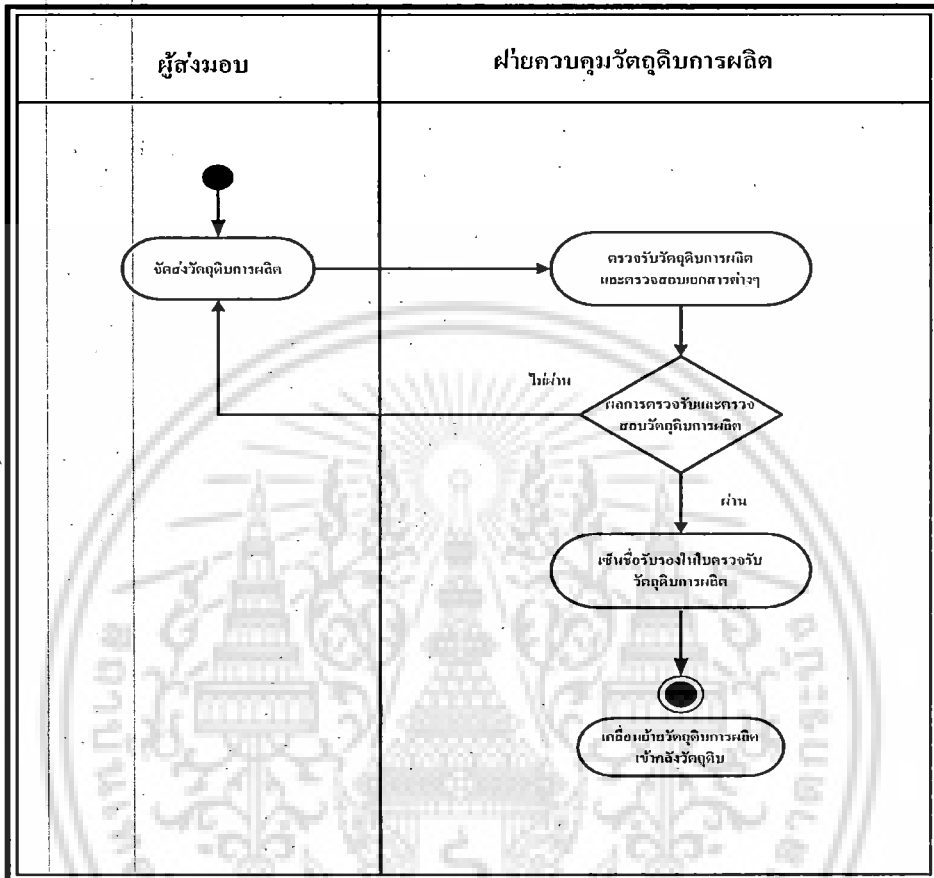 ผู้ส่งมอบ
ฝ่ายควบคุมวัตถุดิบการผลิต
จัดส่งวัตถุดิบการผลิต
ตรวจรับวัตถุดิบการผลิต
และตรวจสอบเอกสารต่างๆ
ไม่ผ่าน
ผลการตรวจรับและตรวจ
สอบวัตถุดิบการผลิต
ผ่าน
เซ็นชื่อรับรองในใบตรวจรับ
วัตถุดิบการผลิต
เคลื่อนย้ายวัตถุดิบการผลิต
เข้าคลังวัตถุดิบ